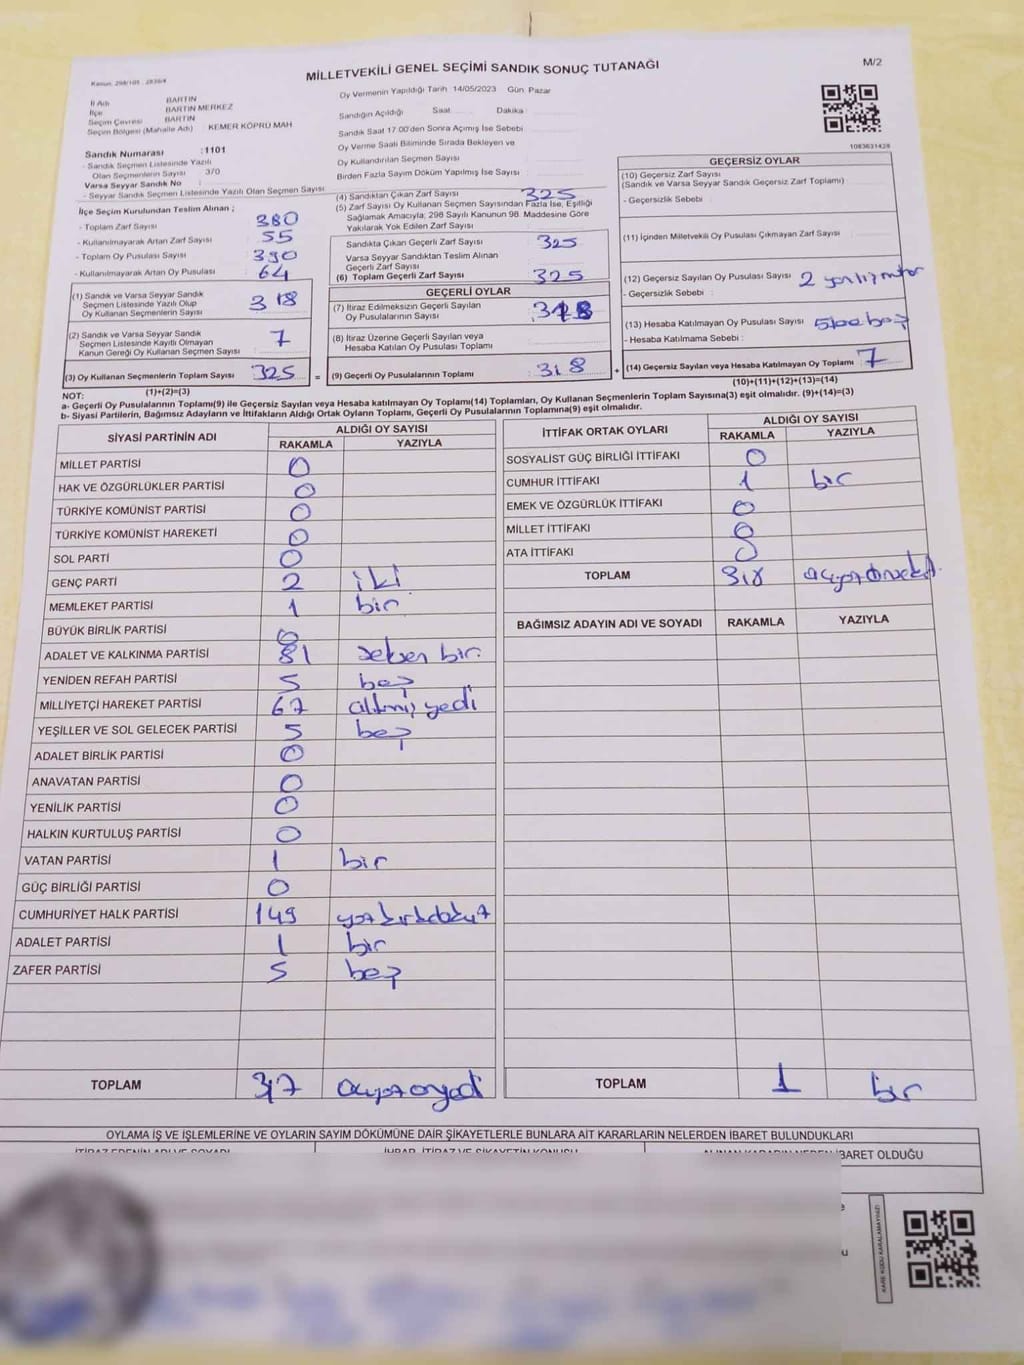 Kanun: 298/105 - 2839/4
MİLLETVEKİLİ GENEL SEÇİMİ SANDIK SONUÇ TUTANAĞI
M/2
İl Adı BARTIN
İlçe BARTIN MERKEZ
Seçim Çevresi BARTIN
Seçim Bölgesi (Mahalle Adı) KEMER KÖPRÜ MAH
Sandık Numarası :1101
- Sandık Seçmen Listesinde Yazılı
Olan Seçmenlerin Sayısı 370
Varsa Seyyar Sandık No
- Seyyar Sandık Seçmen Listesinde Yazılı Olan Seçmen Sayısı
Oy Vermenin Yapıldığı Tarih 14/05/2023 Gün Pazar
Sandığın Açıldığı Saat Dakika
Sandık Saat 17.00'den Sonra Açılmış İse Sebebi
Oy Verme Saati Bitiminde Sırada Bekleyen ve
Oy Kullandırılan Seçmen Sayısı
Birden Fazla Sayım Döküm Yapılmış İse Sayısı
1083631428
İlçe Seçim Kurulundan Teslim Alınan ;
- Toplam Zarf Sayısı 380
- Kullanılmayarak Artan Zarf Sayısı 55
- Toplam Oy Pusulası Sayısı 390
- Kullanılmayarak Artan Oy Pusulası 64
(1) Sandık ve Varsa Seyyar Sandık
Seçmen Listesinde Yazılı Olup
Oy Kullanan Seçmenlerin Sayısı 318
(2) Sandık ve Varsa Seyyar Sandık
Seçmen Listesinde Kayıtlı Olmayan
Kanun Gereği Oy Kullanan Seçmen Sayısı 7
(3) Oy Kullanan Seçmenlerin Toplam Sayısı 325 =
(1)+(2)=(3)
(4) Sandıktan Çıkan Zarf Sayısı 325
(5) Zarf Sayısı Oy Kullanan Seçmen Sayısından Fazla İse, Eşitliği
Sağlamak Amacıyla; 298 Sayılı Kanunun 98. Maddesine Göre
Yakılarak Yok Edilen Zarf Sayısı
Sandıkta Çıkan Geçerli Zarf Sayısı 325
Varsa Seyyar Sandıktan Teslim Alınan
Geçerli Zarf Sayısı
(6) Toplam Geçerli Zarf Sayısı 325
GEÇERLİ OYLAR
(7) İtiraz Edilmeksizin Geçerli Sayılan
Oy Pusulalarının Sayısı 318
(8) İtiraz Üzerine Geçerli Sayılan veya
Hesaba Katılan Oy Pusulası Toplamı
(9) Geçerli Oy Pusulalarının Toplamı 318 +
GEÇERSİZ OYLAR
(10) Geçersiz Zarf Sayısı
(Sandık ve Varsa Seyyar Sandık Geçersiz Zarf Toplamı)
- Geçersizlik Sebebi :
(11) İçinden Milletvekili Oy Pusulası Çıkmayan Zarf Sayısı
(12) Geçersiz Sayılan Oy Pusulası Sayısı 2
- Geçersizlik Sebebi :
(13) Hesaba Katılmayan Oy Pusulası Sayısı 5
- Hesaba Katılmama Sebebi :
(14) Geçersiz Sayılan veya Hesaba Katılmayan Oy Toplamı 7
(10)+(11)+(12)+(13)=(14)
NOT:
a- Geçerli Oy Pusulalarının Toplamı(9) ile Geçersiz Sayılan veya Hesaba katılmayan Oy Toplamı(14) Toplamları, Oy Kullanan Seçmenlerin Toplam Sayısına(3) eşit olmalıdır. (9)+(14)=(3)
b- Siyasi Partilerin, Bağımsız Adayların ve İttifakların Aldığı Ortak Oyların Toplamı, Geçerli Oy Pusulalarının Toplamına(9) eşit olmalıdır.
SİYASİ PARTİNİN ADI ALDIĞI OY SAYISI
RAKAMLA YAZIYLA
MİLLET PARTİSİ 0
HAK VE ÖZGÜRLÜKLER PARTİSİ 0
TÜRKİYE KOMÜNİST PARTİSİ 0
TÜRKİYE KOMÜNİST HAREKETİ 0
SOL PARTİ 0
GENÇ PARTİ 2 iki
MEMLEKET PARTİSİ 1 bir
BÜYÜK BİRLİK PARTİSİ 0
ADALET VE KALKINMA PARTİSİ 81 seksen bir
YENİDEN REFAH PARTİSİ 5 beş
MİLLİYETÇİ HAREKET PARTİSİ 67 altmış yedi
YEŞİLLER VE SOL GELECEK PARTİSİ 5 beş
ADALET BİRLİK PARTİSİ 0
ANAVATAN PARTİSİ 0
YENİLİK PARTİSİ 0
HALKIN KURTULUŞ PARTİSİ 0
VATAN PARTİSİ 1 bir
GÜÇ BİRLİĞİ PARTİSİ 0
CUMHURİYET HALK PARTİSİ 149 yüz kırkdokuz
ADALET PARTİSİ 1 bir
ZAFER PARTİSİ 5 beş
TOPLAM 317 üçyüzonyedi
İTTİFAK ORTAK OYLARI ALDIĞI OY SAYISI
RAKAMLA YAZIYLA
SOSYALİST GÜÇ BİRLİĞİ İTTİFAKI 0
CUMHUR İTTİFAKI 1 bir
EMEK VE ÖZGÜRLÜK İTTİFAKI 0
MİLLET İTTİFAKI 0
ATA İTTİFAKI 0
TOPLAM 318 üçyüzonsekiz
BAĞIMSIZ ADAYIN ADI VE SOYADI RAKAMLA YAZIYLA
TOPLAM 1 bir
OYLAMA İŞ VE İŞLEMLERİNE VE OYLARIN SAYIM DÖKÜMÜNE DAİR ŞİKAYETLERLE BUNLARA AİT KARARLARIN NELERDEN İBARET BULUNDUKLARI
İTİRAZ EDENİN ADI VE SOYADI İHBAR, İTİRAZ VE ŞİKAYETİN KONUSU ALINAN KARARIN NEDEN İBARET OLDUĞU
KARE KODU KARALAMAYINIZ!